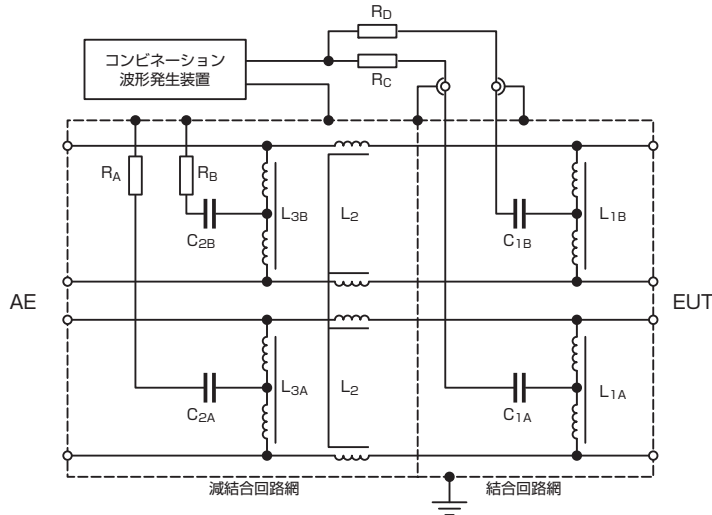 R_D
コンビネーション
波形発生装置
R_C
R_A
R_B
L_3B
L_2
L_1B
C_2B
C_1B
AE
EUT
L_3A
L_2
L_1A
C_2A
C_1A
減結合回路網
結合回路網